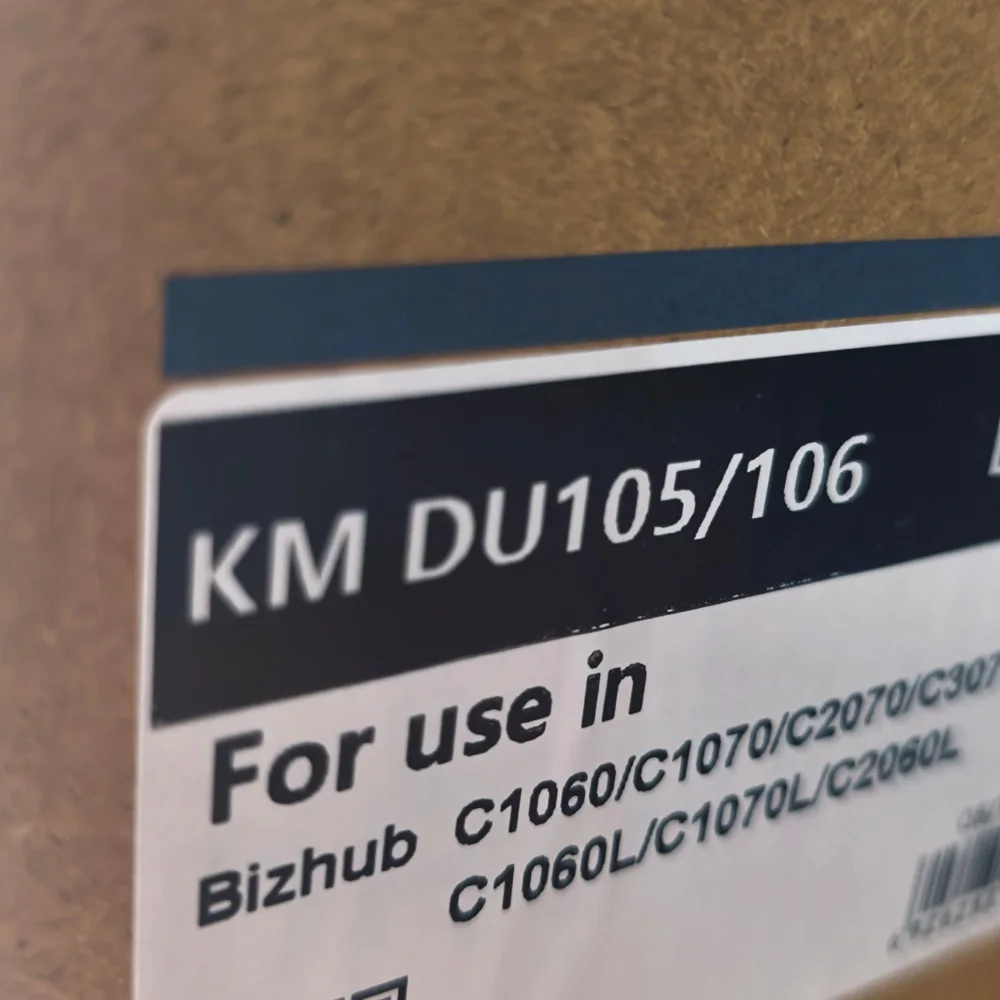 KM DU105/106
For use in
Bizhub C1060/C1070/C2070/C307
C1060L/C1070L/C2060L